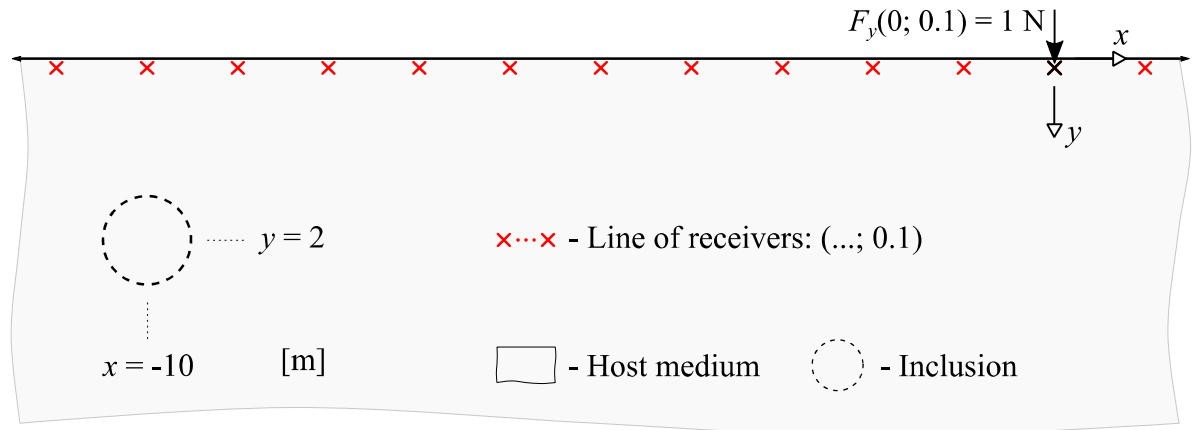 F_y(0; 0.1) = 1 N
x
y
y = 2
×···× - Line of receivers: (...; 0.1)
x = -10
[m]
- Host medium
- Inclusion